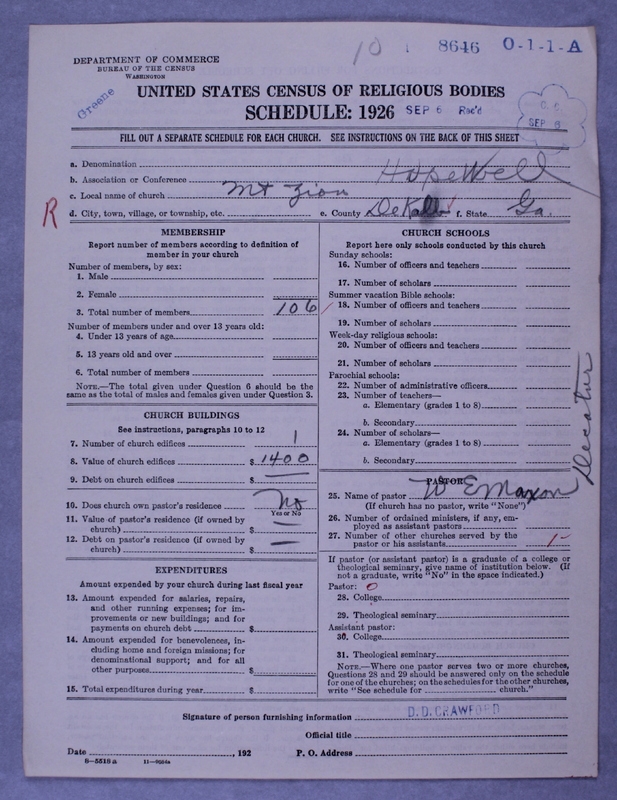 10 1 8646 0-1-1-A
DEPARTMENT OF COMMERCE
BUREAU OF THE CENSUS
WASHINGTON
Greene
UNITED STATES CENSUS OF RELIGIOUS BODIES
SCHEDULE: 1926 SEP 6 Rec'd
SEP 8
FILL OUT A SEPARATE SCHEDULE FOR EACH CHURCH. SEE INSTRUCTIONS ON THE BACK OF THIS SHEET
a. Denomination
b. Association or Conference Hopewell
c. Local name of church Mt Zion
R
d. City, town, village, or township, etc. e. County DeKalb f. State Ga.
MEMBERSHIP
Report number of members according to definition of
member in your church
Number of members, by sex:
1. Male
2. Female
3. Total number of members 106
Number of members under and over 13 years old:
4. Under 13 years of age
5. 13 years old and over
6. Total number of members
NOTE.—The total given under Question 6 should be the
same as the total of males and females given under Question 3.
CHURCH BUILDINGS
See instructions, paragraphs 10 to 12
7. Number of church edifices 1
8. Value of church edifices $ 1400
9. Debt on church edifices $ —
10. Does church own pastor's residence No
Yes or No
11. Value of pastor's residence (if owned by
church) $ —
12. Debt on pastor's residence (if owned by
church) $ —
EXPENDITURES
Amount expended by your church during last fiscal year
13. Amount expended for salaries, repairs,
and other running expenses; for im-
provements or new buildings; and for
payments on church debt $
14. Amount expended for benevolences, in-
cluding home and foreign missions; for
denominational support; and for all
other purposes $
15. Total expenditures during year $
CHURCH SCHOOLS
Report here only schools conducted by this church
Sunday schools:
16. Number of officers and teachers
17. Number of scholars
Summer vacation Bible schools:
18. Number of officers and teachers
19. Number of scholars
Week-day religious schools:
20. Number of officers and teachers
21. Number of scholars
Parochial schools:
22. Number of administrative officers
23. Number of teachers—
a. Elementary (grades 1 to 8)
b. Secondary
24. Number of scholars—
a. Elementary (grades 1 to 8)
b. Secondary
Decatur
PASTOR
25. Name of pastor W E Maxon
(If church has no pastor, write "None")
26. Number of ordained ministers, if any, em-
ployed as assistant pastors
27. Number of other churches served by the
pastor or his assistants 1-
If pastor (or assistant pastor) is a graduate of a college or
theological seminary, give name of institution below. (If
not a graduate, write "No" in the space indicated.)
Pastor: 0
28. College
29. Theological seminary
Assistant pastor:
30. College
31. Theological seminary
NOTE.—Where one pastor serves two or more churches,
Questions 28 and 29 should be answered only on the schedule
for one of the churches; on the schedules for the other churches,
write "See schedule for church."
Signature of person furnishing information D. D. CRAWFORD
Official title
Date , 192 P. O. Address
8-5518a 11-9034a